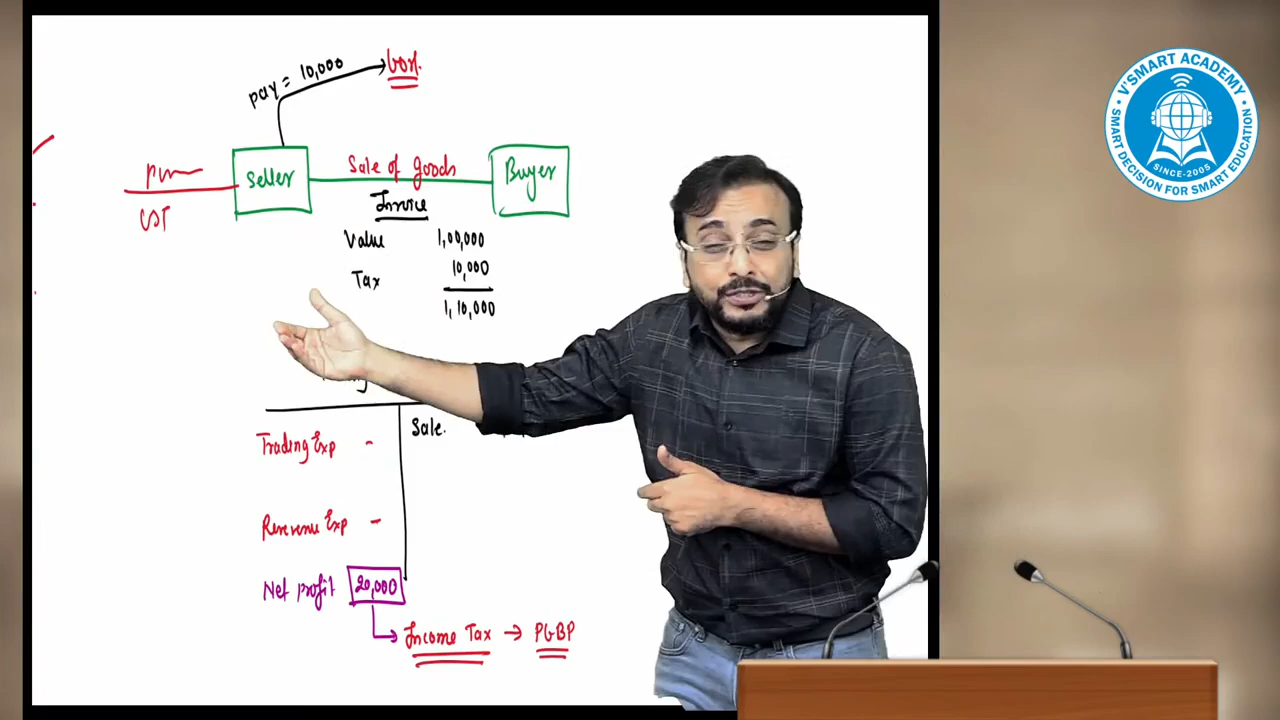 pay = 10,000
Govt.
Seller
Sale of goods
Buyer
Invoice
Value 1,00,000
Tax 10,000
1,10,000
Sale.
Trading Exp -
Revenue Exp -
Net profit 20,000
Income Tax → PGBP
V'SMART ACADEMY
SINCE-2005
SMART DECISION FOR SMART EDUCATION